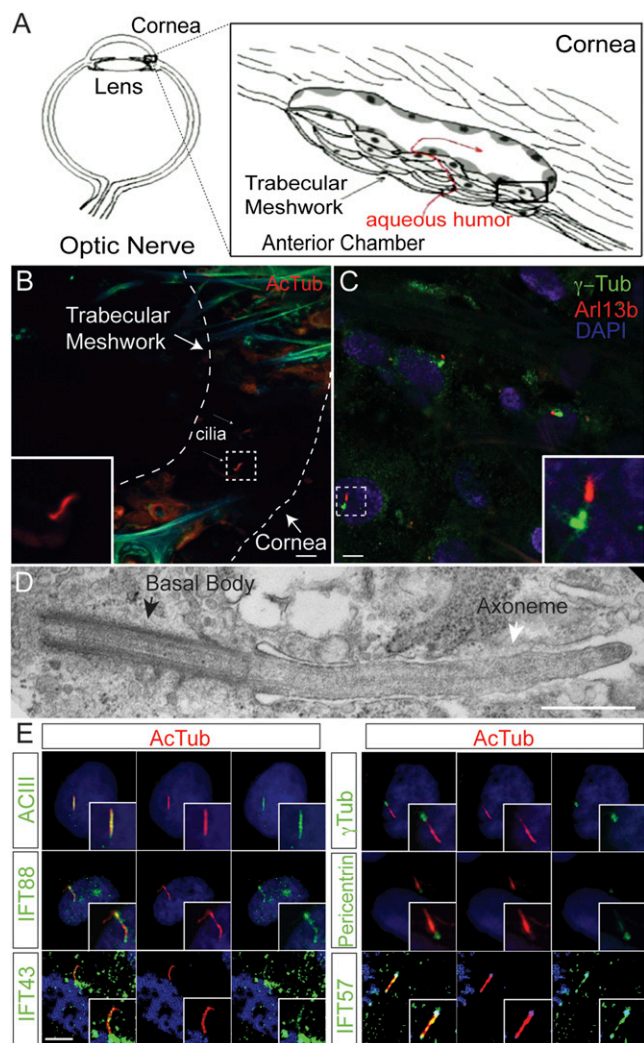 A
Cornea
Lens
Optic Nerve
Cornea
Trabecular
Meshwork
aqueous humor
Anterior Chamber
B
AcTub
Trabecular
Meshwork
cilia
Cornea
C
γ-Tub
Arl13b
DAPI
D
Basal Body
Axoneme
E
AcTub
ACIII
IFT88
IFT43
AcTub
γTub
Pericentrin
IFT57